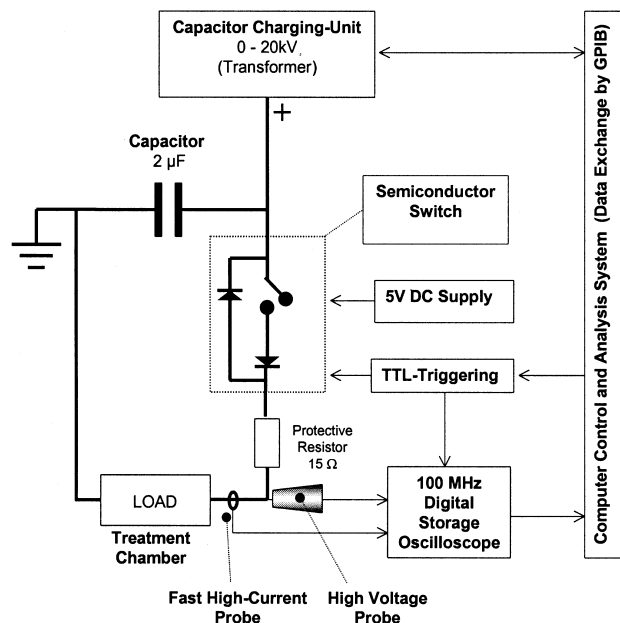 Capacitor Charging-Unit
0 - 20kV
(Transformer)
+
Capacitor
2 µF
Semiconductor
Switch
5V DC Supply
TTL-Triggering
Protective
Resistor
15 Ω
LOAD
Treatment
Chamber
100 MHz
Digital
Storage
Oscilloscope
Fast High-Current
Probe
High Voltage
Probe
Computer Control and Analysis System (Data Exchange by GPIB)